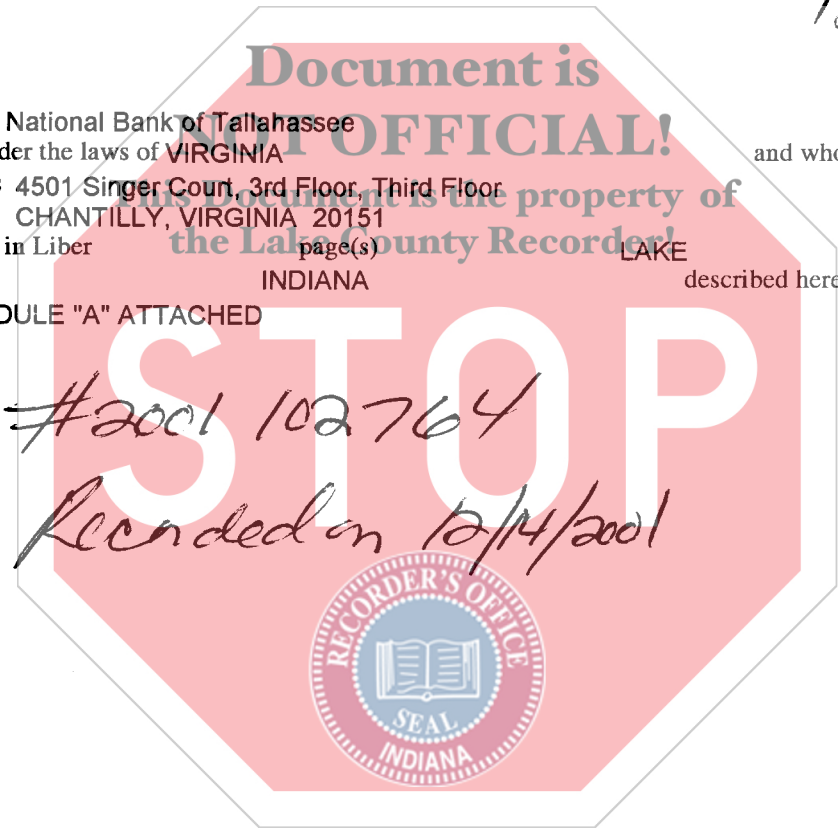 Document is
National Bank of Tallahassee
NOT OFFICIAL!
der the laws of VIRGINIA and who
4501 Singer Court, 3rd Floor, Third Floor
This Document is the property of
CHANTILLY, VIRGINIA 20151
the Lake County Recorder!
in Liber page(s) LAKE
INDIANA described here
DULE "A" ATTACHED
STOP
#2001 102764
Recorded on 12/14/2001
RECORDER'S OFFICE
SEAL
INDIANA